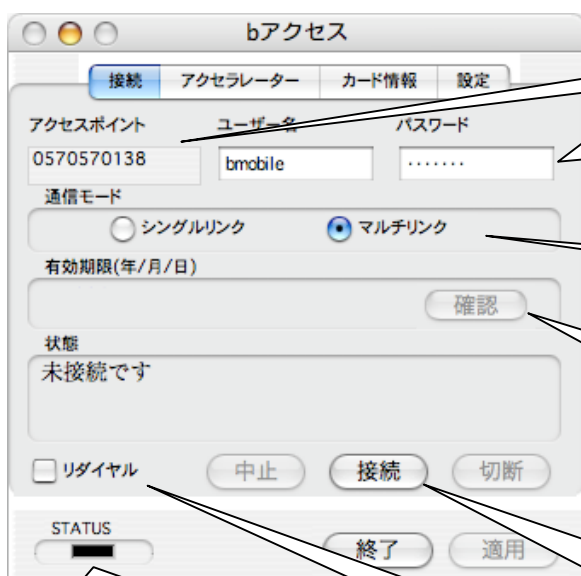 bアクセス
接続 アクセラレーター カード情報 設定
アクセスポイント ユーザー名 パスワード
0570570138 bmobile ・・・・・・・
通信モード
シングルリンク マルチリンク
有効期限(年/月/日)
確認
状態
未接続です
リダイヤル 中止 接続 切断
STATUS
終了 適用